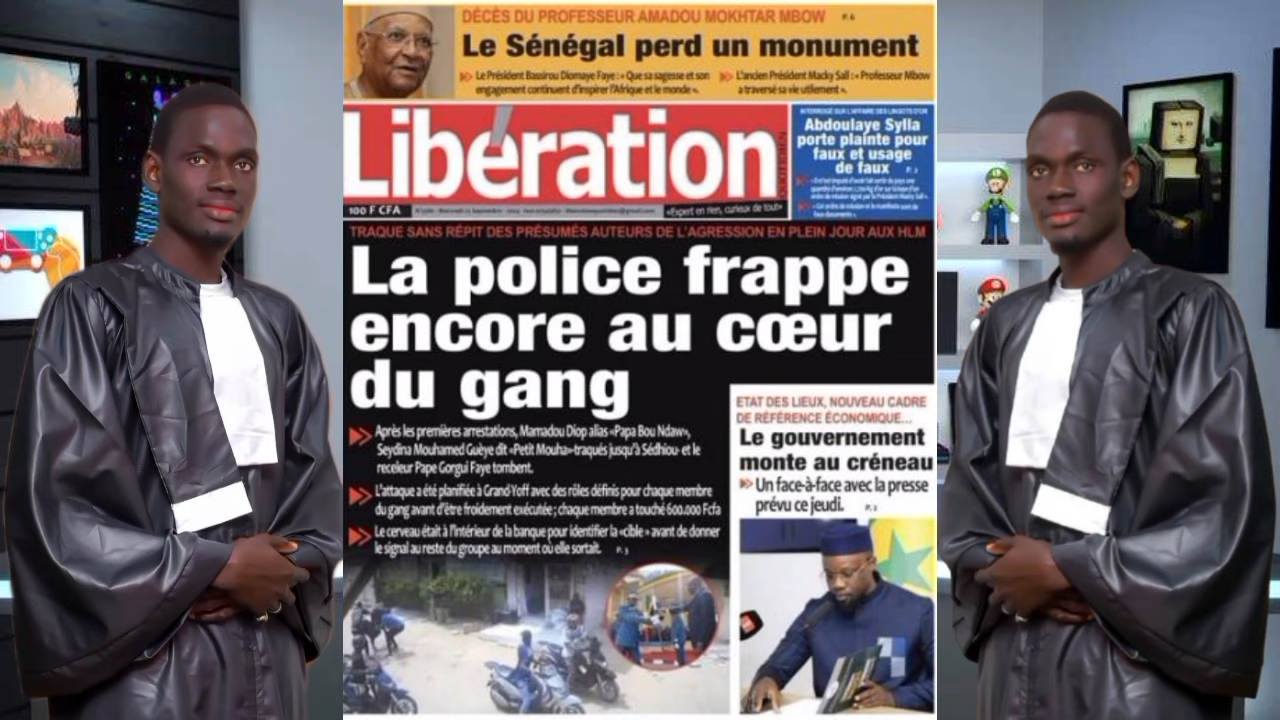 DÉCÈS DU PROFESSEUR AMADOU MOKHTAR MBOW P. 6
Le Sénégal perd un monument
Le Président Bassirou Diomaye Faye : « Que sa sagesse et son
engagement continuent d'inspirer l'Afrique et le monde ».
L'ancien Président Macky Sall : « Professeur Mbow
a traversé sa vie utilement ».
Libération
100 F CFA
«Expert en rien, curieux de tout»
INTERROGÉ SUR L'AFFAIRE DES LINGOTS D'OR
Abdoulaye Sylla
porte plainte pour
faux et usage
de faux
TRAQUE SANS RÉPIT DES PRÉSUMÉS AUTEURS DE L'AGRESSION EN PLEIN JOUR AUX HLM
La police frappe
encore au cœur
du gang
Après les premières arrestations, Mamadou Diop alias «Papa Bou Ndaw»,
Seydina Mouhamed Guèye dit «Petit Mouha» traqués jusqu'à Sédhiou et le
receleur Pape Gorgui Faye tombent.
L'attaque a été planifiée à Grand-Yoff avec des rôles définis pour chaque membre
du gang avant d'être froidement exécutée ; chaque membre a touché 600.000 Fcfa
Le cerveau était à l'intérieur de la banque pour identifier la «cible» avant de donner
le signal au reste du groupe au moment où elle sortait. P. 3
ETAT DES LIEUX, NOUVEAU CADRE
DE RÉFÉRENCE ÉCONOMIQUE...
Le gouvernement
monte au créneau
Un face-à-face avec la presse
prévu ce jeudi.